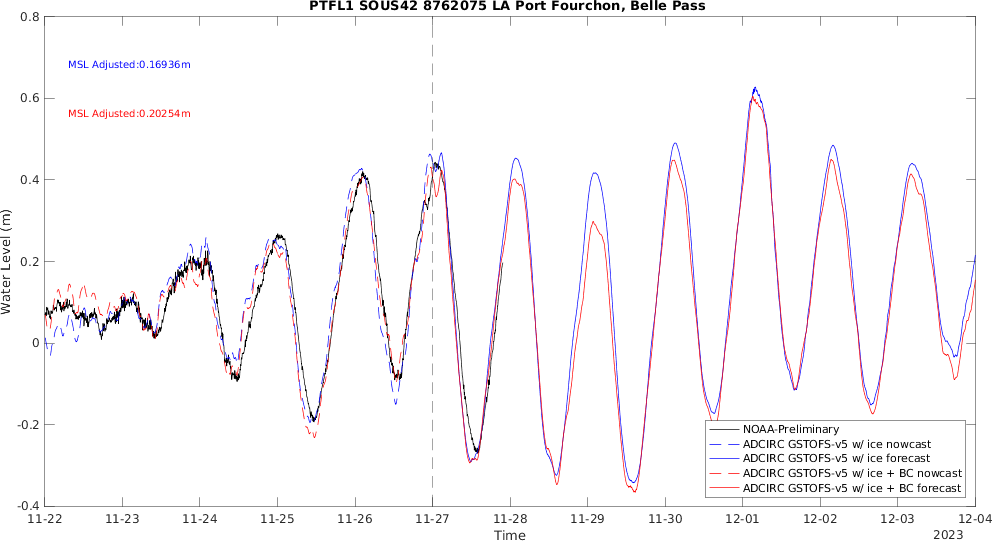 PTFL1 SOUS42 8762075 LA Port Fourchon, Belle Pass
0.8
MSL Adjusted:0.16936m
0.6
MSL Adjusted:0.20254m
0.4
0.2
0
-0.2
-0.4
Water Level (m)
NOAA-Preliminary
ADCIRC GSTOFS-v5 w/ ice nowcast
ADCIRC GSTOFS-v5 w/ ice forecast
ADCIRC GSTOFS-v5 w/ ice + BC nowcast
ADCIRC GSTOFS-v5 w/ ice + BC forecast
11-22 11-23 11-24 11-25 11-26 11-27 11-28 11-29 11-30 12-01 12-02 12-03 12-04
Time
2023